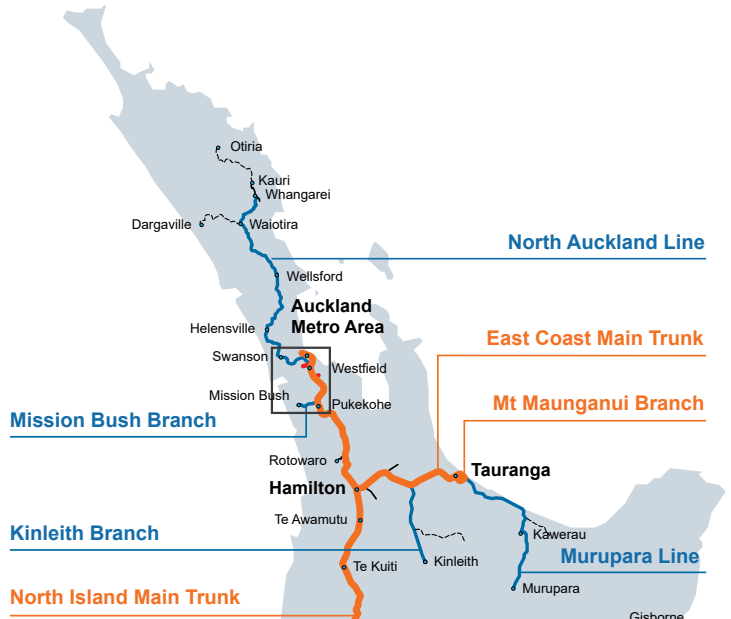 Otiria
Kauri
Whangarei
Dargaville
Waiotira
North Auckland Line
Wellsford
Auckland
Metro Area
Helensville
East Coast Main Trunk
Swanson
Westfield
Mission Bush
Pukekohe
Mt Maunganui Branch
Mission Bush Branch
Rotowaro
Tauranga
Hamilton
Te Awamutu
Kinleith Branch
Kawerau
Murupara Line
Te Kuiti
Kinleith
Murupara
North Island Main Trunk
Gisborne